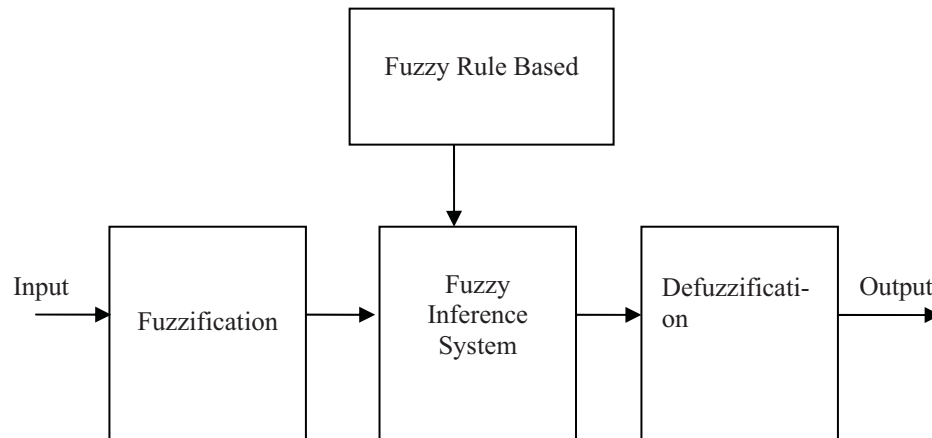 Fuzzy Rule Based
Input
Fuzzification
Fuzzy
Inference
System
Defuzzificati-
on
Output